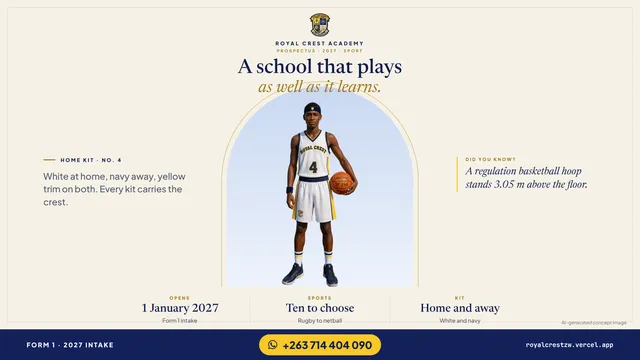 ROYAL CREST ACADEMY
PROSPECTUS · 2027 · SPORT
A school that plays
as well as it learns.
HOME KIT · NO. 4
White at home, navy away, yellow
trim on both. Every kit carries the
crest.
ROYAL CREST
4
DID YOU KNOW?
A regulation basketball hoop
stands 3.05 m above the floor.
OPENS
1 January 2027
Form 1 intake
SPORTS
Ten to choose
Rugby to netball
KIT
Home and away
White and navy
AI-generated concept image
FORM 1 · 2027 INTAKE
+263 714 404 090
royalcrestzw.vercel.app